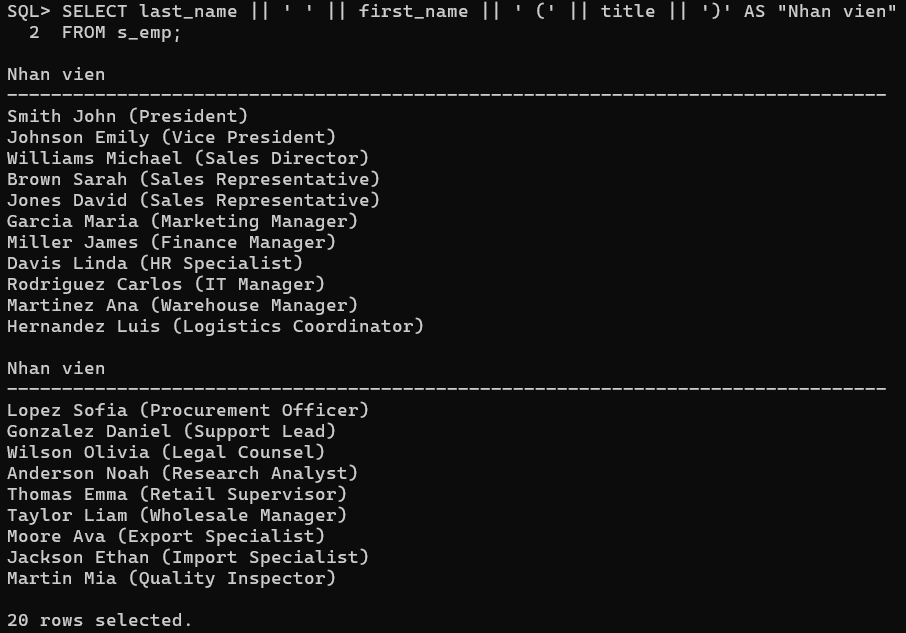 SQL> SELECT last_name || ' ' || first_name || ' (' || title || ')' AS "Nhan vien"
  2  FROM s_emp;

Nhan vien
--------------------------------------------------------------------------------
Smith John (President)
Johnson Emily (Vice President)
Williams Michael (Sales Director)
Brown Sarah (Sales Representative)
Jones David (Sales Representative)
Garcia Maria (Marketing Manager)
Miller James (Finance Manager)
Davis Linda (HR Specialist)
Rodriguez Carlos (IT Manager)
Martinez Ana (Warehouse Manager)
Hernandez Luis (Logistics Coordinator)

Nhan vien
--------------------------------------------------------------------------------
Lopez Sofia (Procurement Officer)
Gonzalez Daniel (Support Lead)
Wilson Olivia (Legal Counsel)
Anderson Noah (Research Analyst)
Thomas Emma (Retail Supervisor)
Taylor Liam (Wholesale Manager)
Moore Ava (Export Specialist)
Jackson Ethan (Import Specialist)
Martin Mia (Quality Inspector)

20 rows selected.